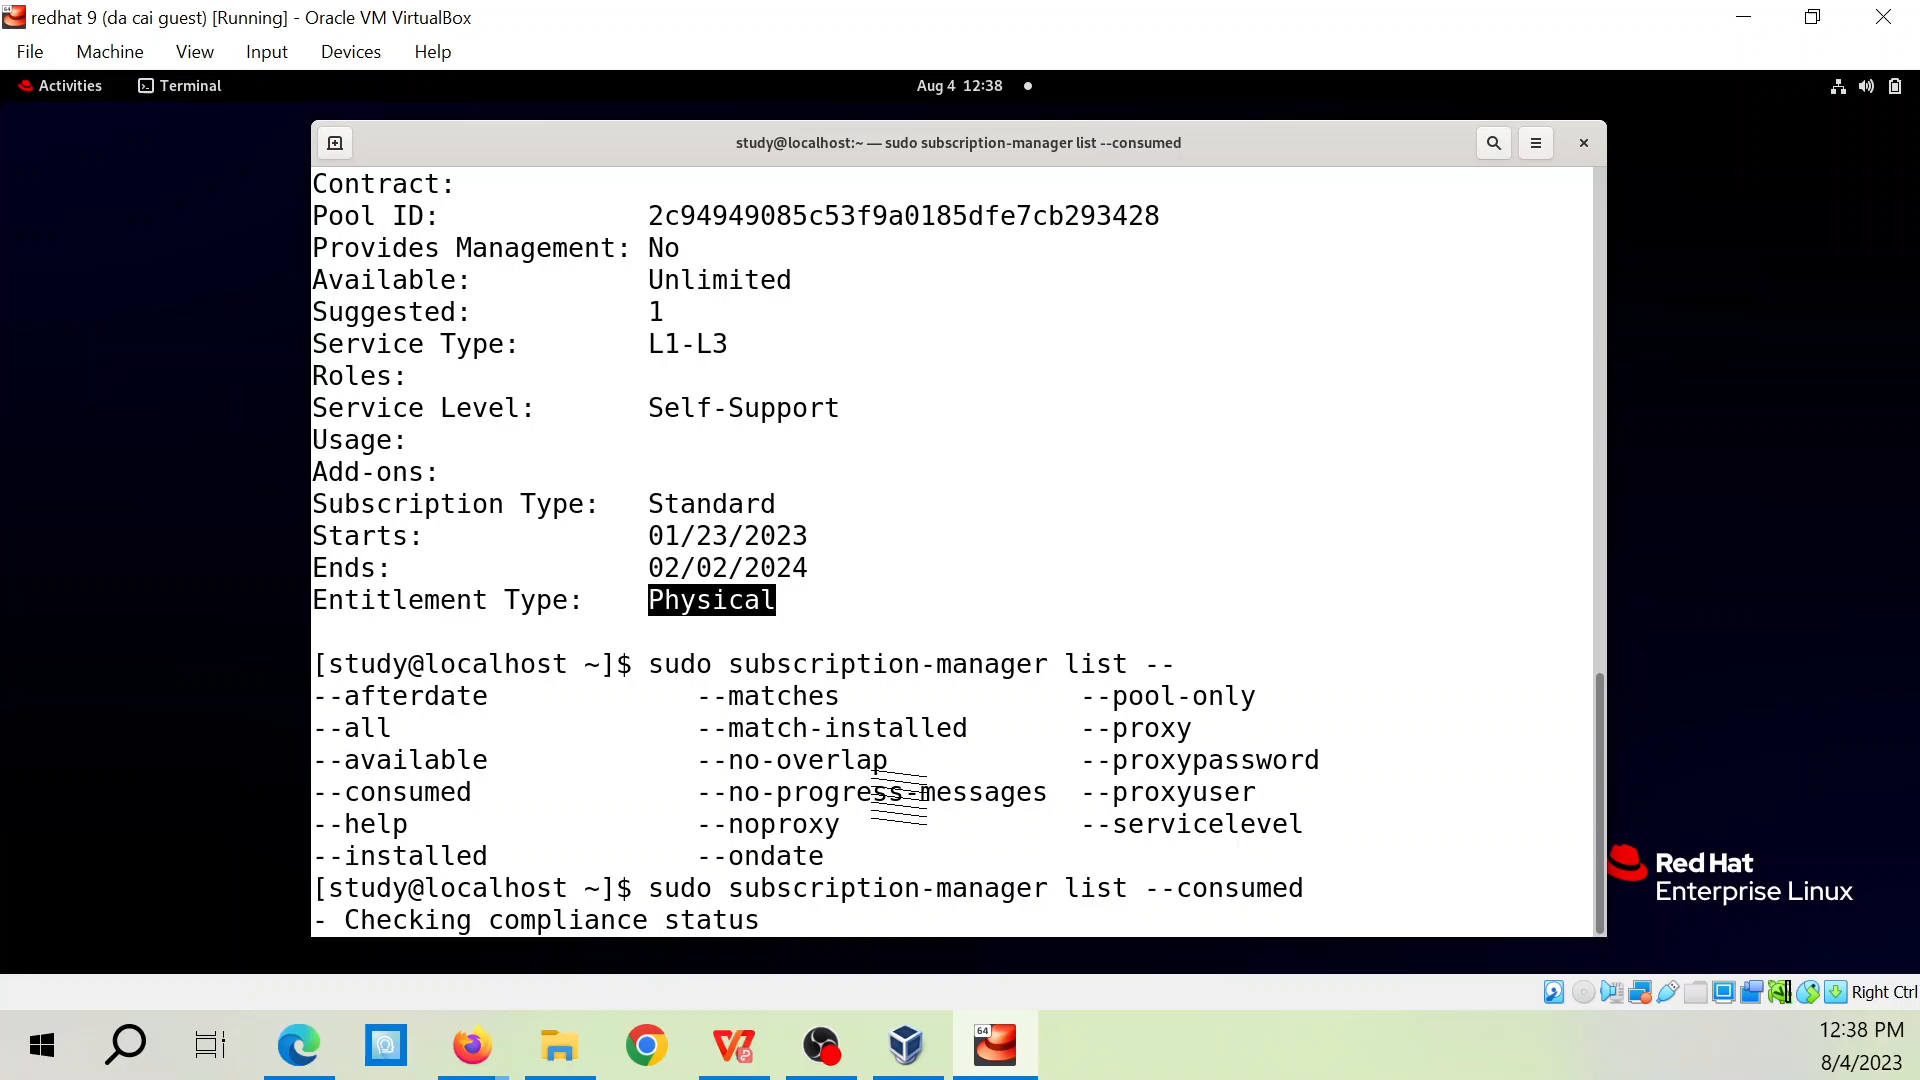 redhat 9 (da cai guest) [Running] - Oracle VM VirtualBox
File Machine View Input Devices Help
Activities Terminal Aug 4 12:38
study@localhost:~ — sudo subscription-manager list --consumed
Contract:
Pool ID: 2c94949085c53f9a0185dfe7cb293428
Provides Management: No
Available: Unlimited
Suggested: 1
Service Type: L1-L3
Roles:
Service Level: Self-Support
Usage:
Add-ons:
Subscription Type: Standard
Starts: 01/23/2023
Ends: 02/02/2024
Entitlement Type: Physical
[study@localhost ~]$ sudo subscription-manager list --
--afterdate --matches --pool-only
--all --match-installed --proxy
--available --no-overlap --proxypassword
--consumed --no-progress-messages --proxyuser
--help --noproxy --servicelevel
--installed --ondate
[study@localhost ~]$ sudo subscription-manager list --consumed
- Checking compliance status
Red Hat
Enterprise Linux
Right Ctrl
64
12:38 PM
8/4/2023